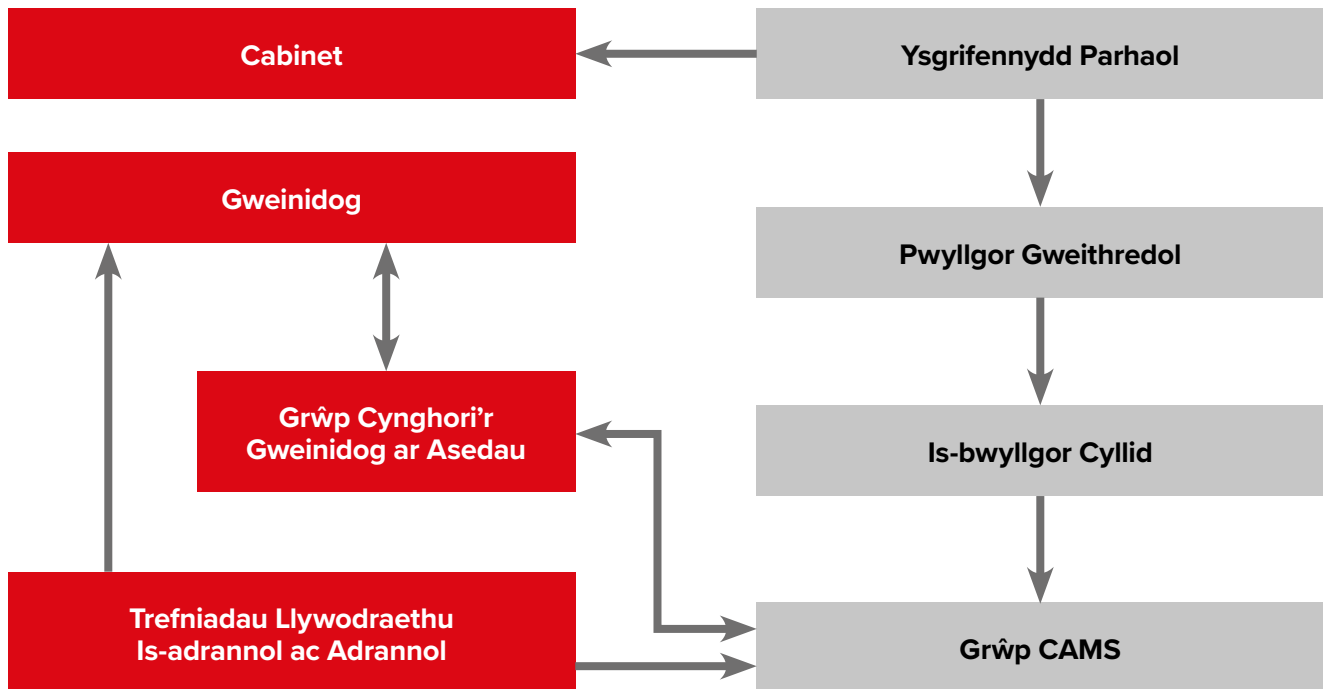 Cabinet
Ysgrifennydd Parhaol
Gweinidog
Pwyllgor Gweithredol
Grŵp Cynghori’r
Gweinidog ar Asedau
Is-bwyllgor Cyllid
Trefniadau Llywodraethu
Is-adrannol ac Adrannol
Grŵp CAMS